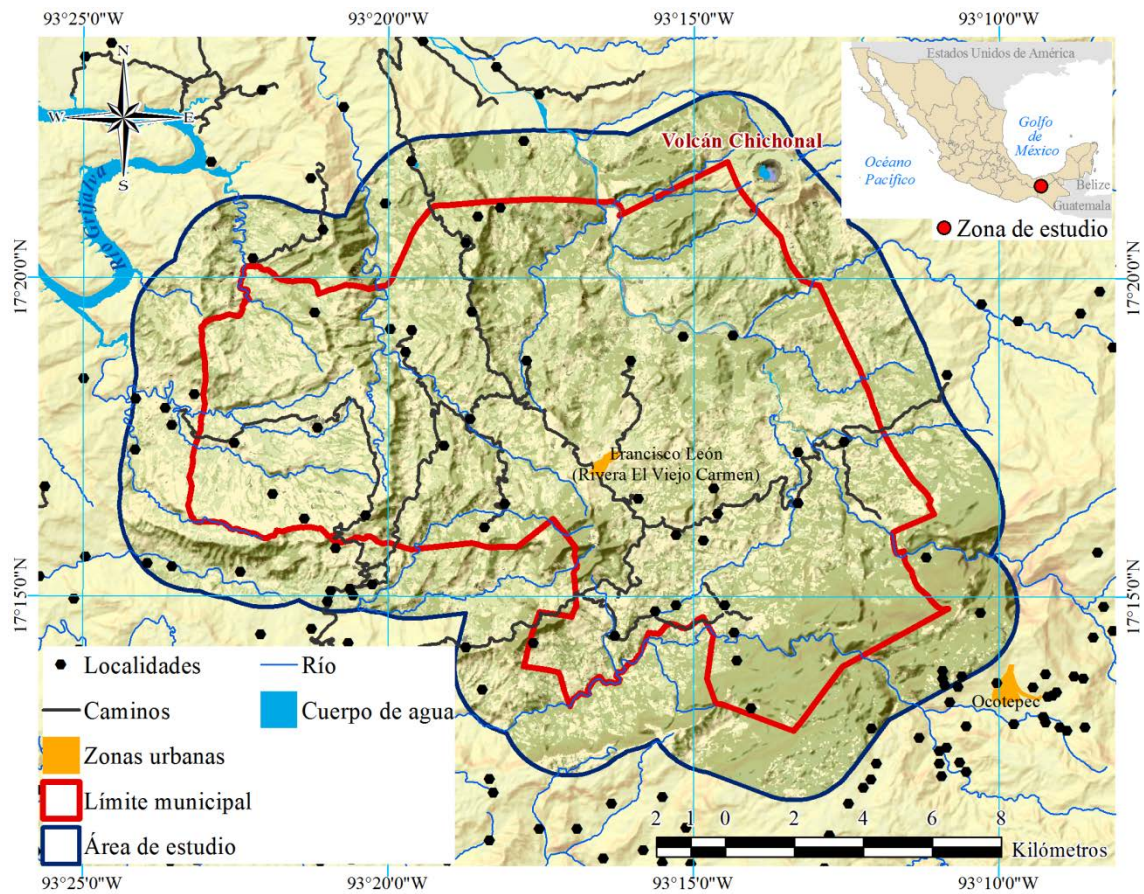 93°25'0"W
93°20'0"W
93°15'0"W
93°10'0"W
N
W
E
S
Río Grijalva
Volcán Chichonal
Estados Unidos de América
Golfo
de
México
Océano
Pacífico
Belize
Guatemala
Zona de estudio
17°20'0"N
17°20'0"N
Francisco León
(Rivera El Viejo Carmen)
17°15'0"N
17°15'0"N
Ocotepec
Localidades
Río
Caminos
Cuerpo de agua
Zonas urbanas
Límite municipal
Área de estudio
2 1 0 2 4 6 8
Kilómetros
93°25'0"W
93°20'0"W
93°15'0"W
93°10'0"W